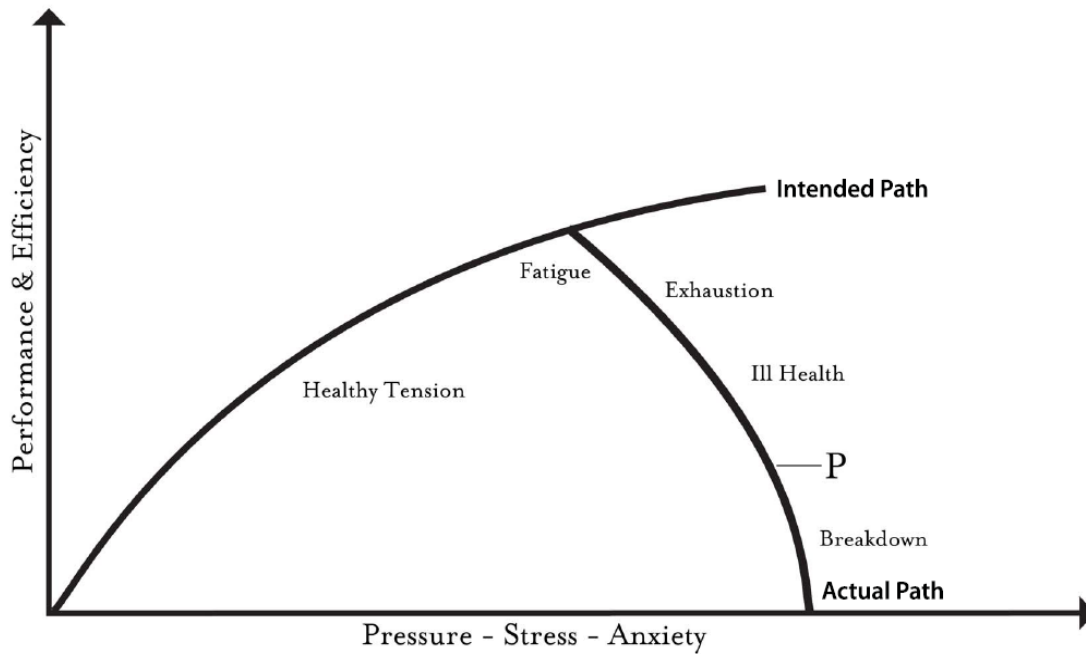 Performance & Efficiency
Intended Path
Fatigue
Exhaustion
Ill Health
Healthy Tension
P
Breakdown
Actual Path
Pressure - Stress - Anxiety